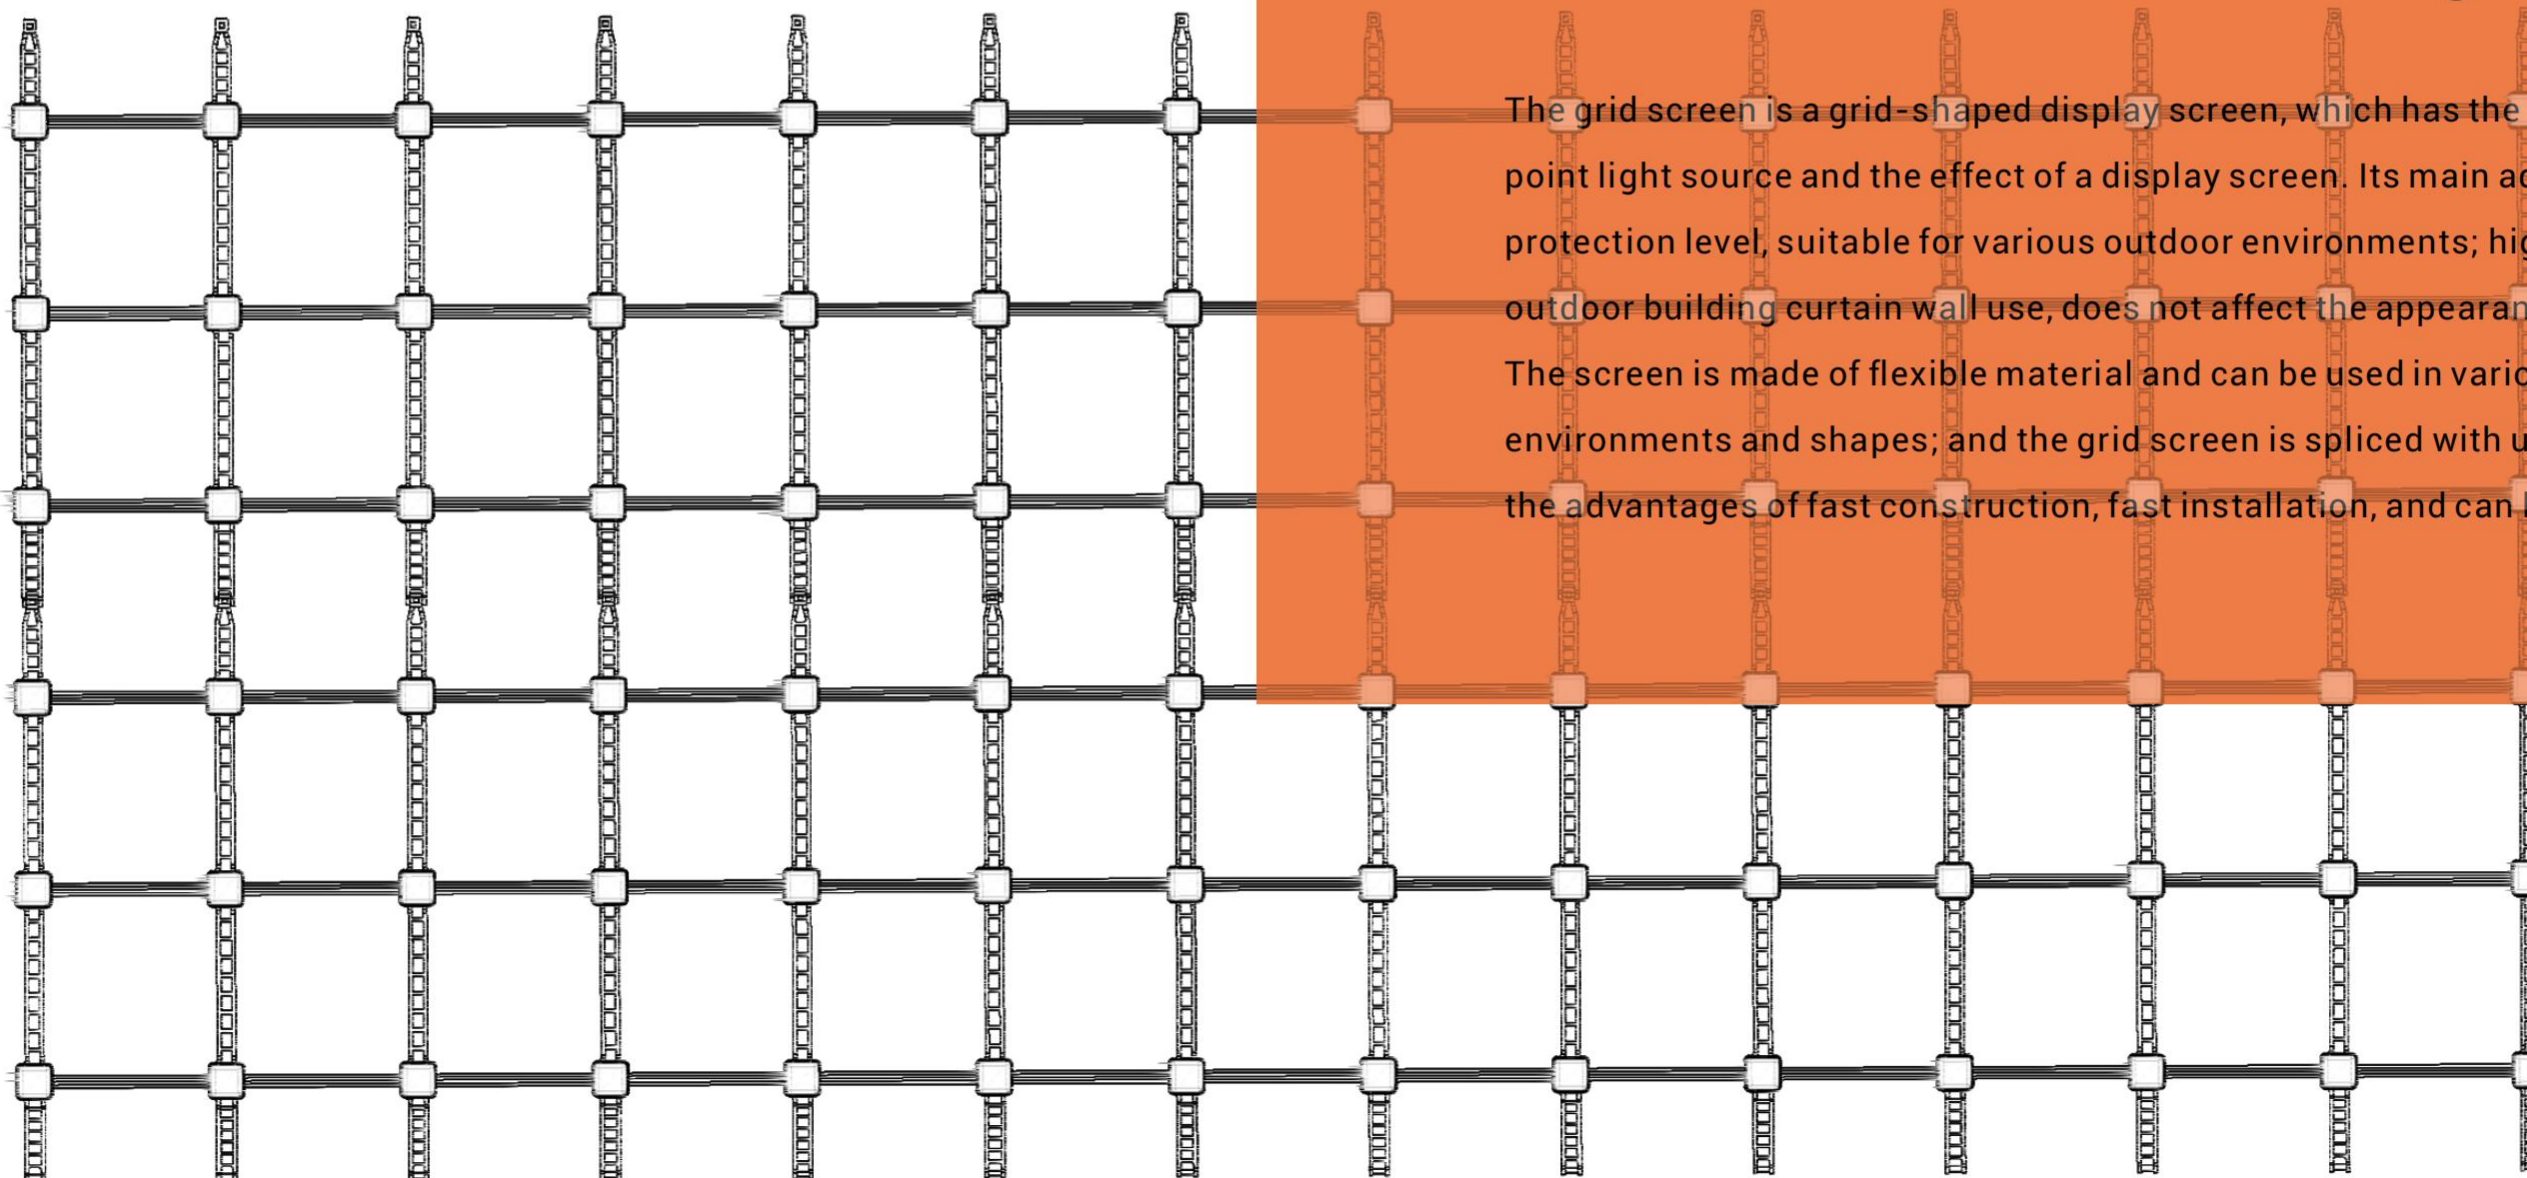 The grid screen is a grid-shaped display screen, which has the
point light source and the effect of a display screen. Its main
protection level, suitable for various outdoor environments;
outdoor building curtain wall use, does not affect the
The screen is made of flexible material and can be used in
environments and shapes; and the grid screen is spliced with
the advantages of fast construction, fast installation, and can